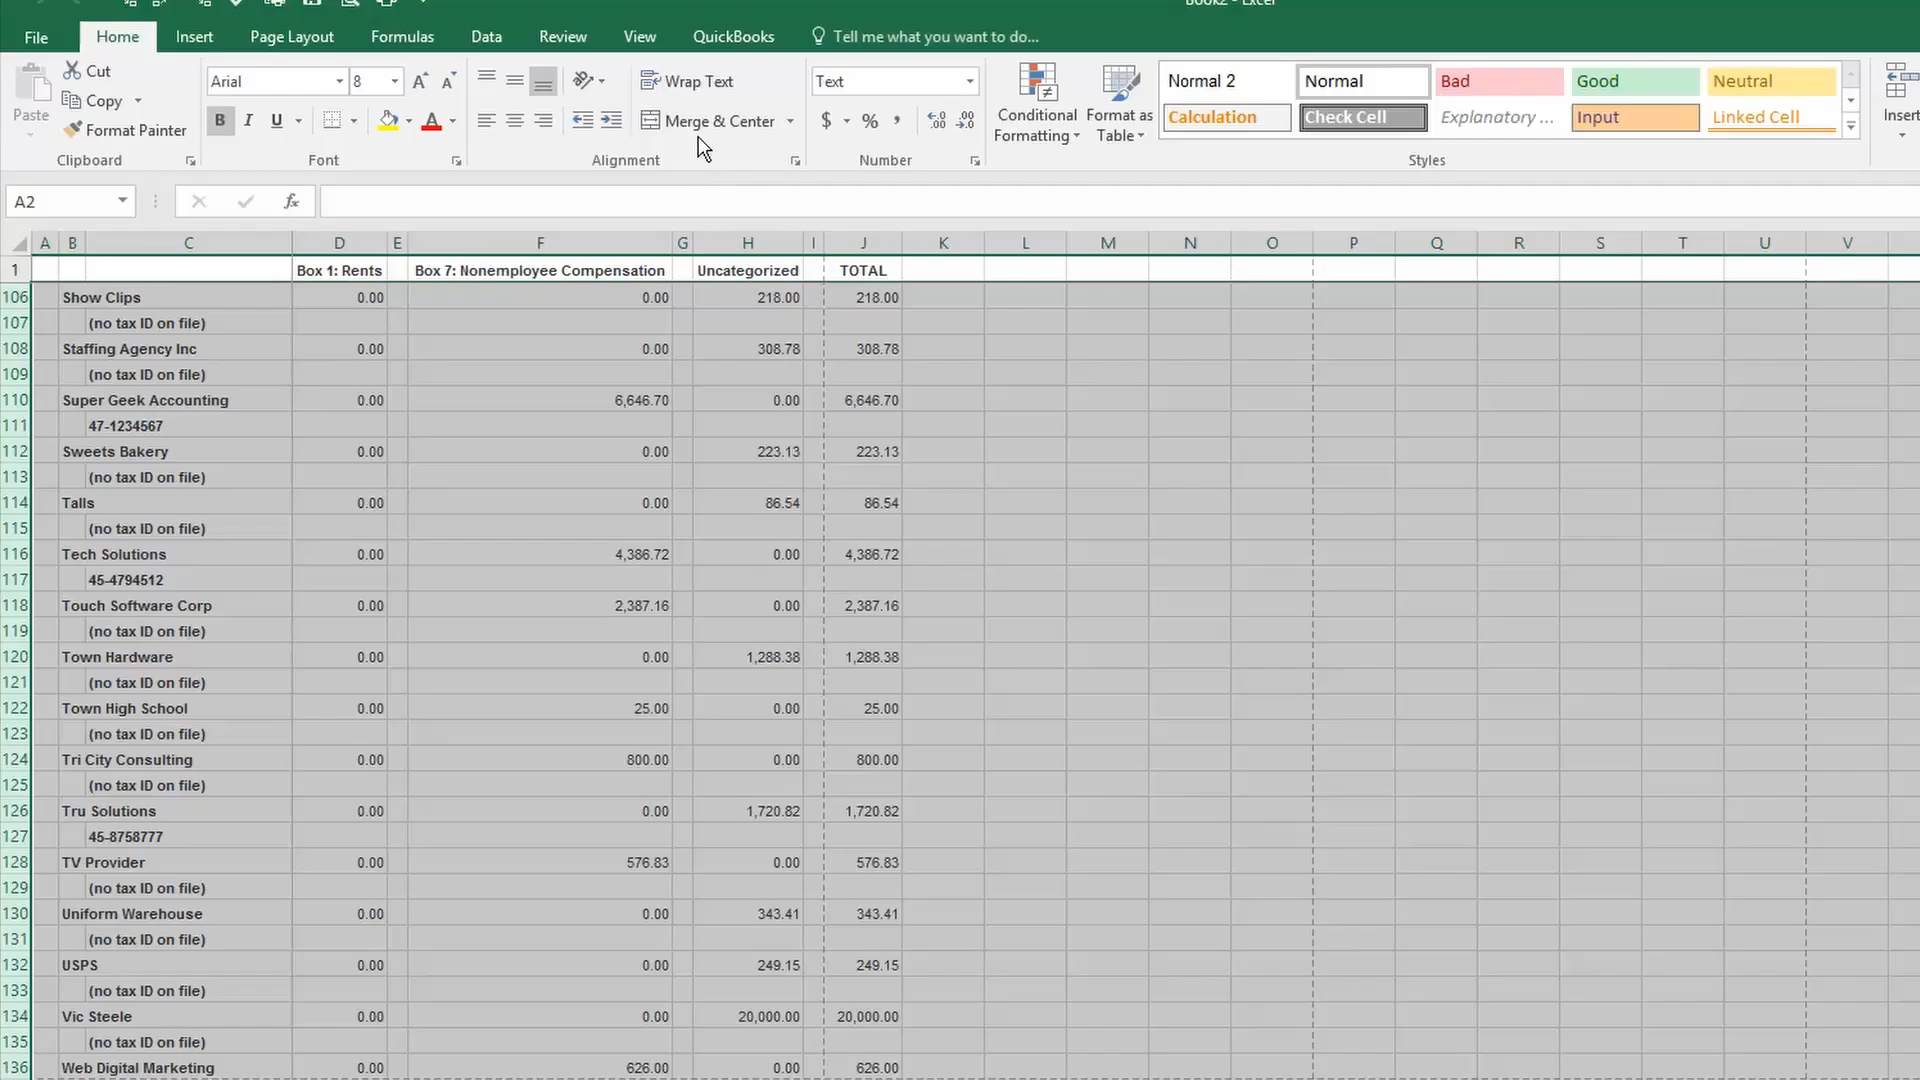 Book2 - Excel
File Home Insert Page Layout Formulas Data Review View QuickBooks Tell me what you want to do...
Paste
Cut
Copy
Format Painter
Clipboard
Arial 8
B I U
Font
Wrap Text
Merge & Center
Alignment
Text
$ % ,
Number
Conditional Formatting
Format as Table
Normal 2 Normal Bad Good Neutral
Calculation Check Cell Explanatory ... Input Linked Cell
Styles
Insert
A2 fx
A B C D E F G H I J K L M N O P Q R S T U V
1 Box 1: Rents Box 7: Nonemployee Compensation Uncategorized TOTAL
106 Show Clips 0.00 0.00 218.00 218.00
107 (no tax ID on file)
108 Staffing Agency Inc 0.00 0.00 308.78 308.78
109 (no tax ID on file)
110 Super Geek Accounting 0.00 6,646.70 0.00 6,646.70
111 47-1234567
112 Sweets Bakery 0.00 0.00 223.13 223.13
113 (no tax ID on file)
114 Talls 0.00 0.00 86.54 86.54
115 (no tax ID on file)
116 Tech Solutions 0.00 4,386.72 0.00 4,386.72
117 45-4794512
118 Touch Software Corp 0.00 2,387.16 0.00 2,387.16
119 (no tax ID on file)
120 Town Hardware 0.00 0.00 1,288.38 1,288.38
121 (no tax ID on file)
122 Town High School 0.00 25.00 0.00 25.00
123 (no tax ID on file)
124 Tri City Consulting 0.00 800.00 0.00 800.00
125 (no tax ID on file)
126 Tru Solutions 0.00 0.00 1,720.82 1,720.82
127 45-8758777
128 TV Provider 0.00 576.83 0.00 576.83
129 (no tax ID on file)
130 Uniform Warehouse 0.00 0.00 343.41 343.41
131 (no tax ID on file)
132 USPS 0.00 0.00 249.15 249.15
133 (no tax ID on file)
134 Vic Steele 0.00 0.00 20,000.00 20,000.00
135 (no tax ID on file)
136 Web Digital Marketing 0.00 626.00 0.00 626.00